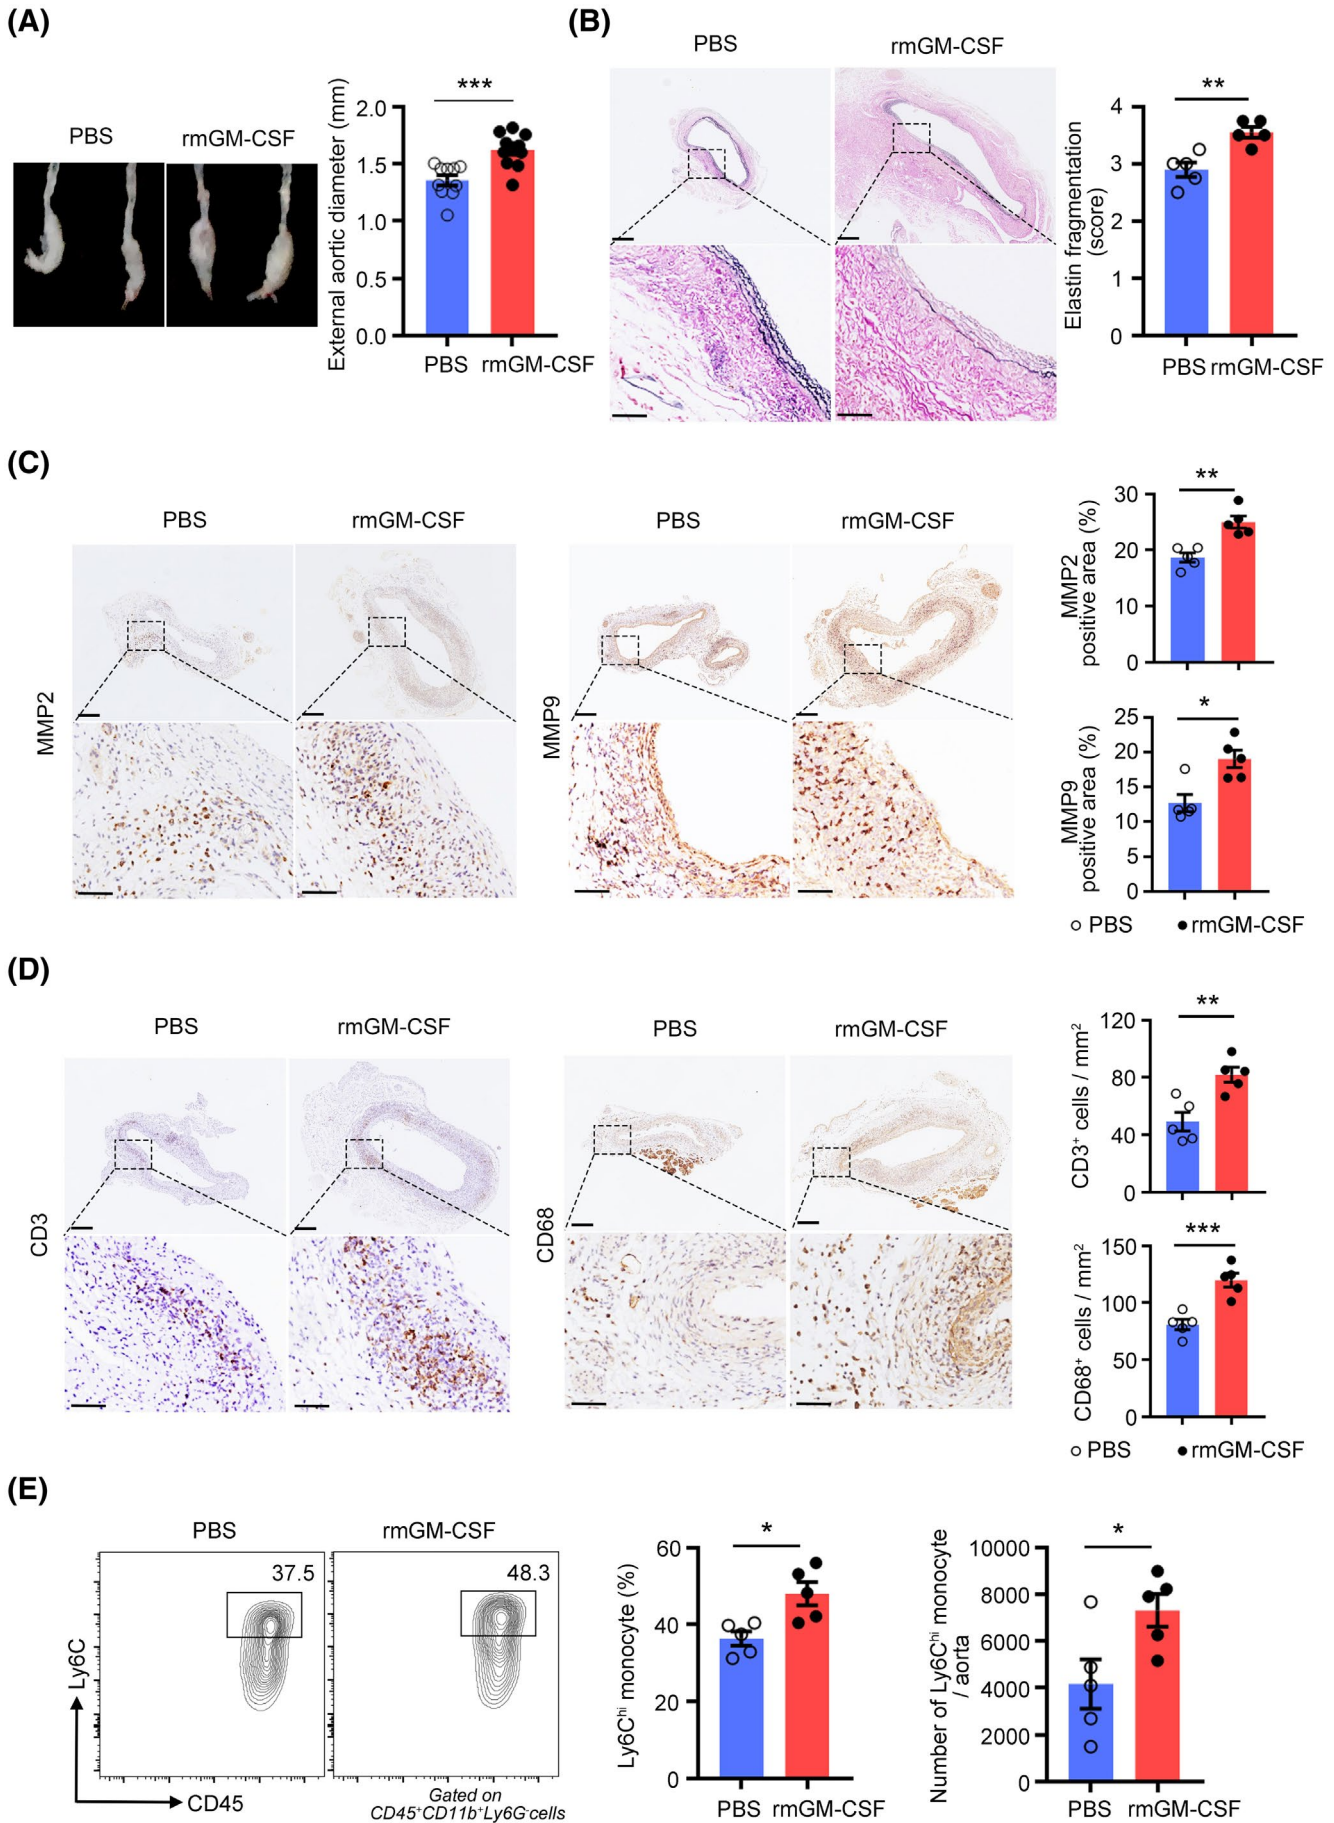 (A)
PBS
rmGM-CSF
External aortic diameter (mm)
***
2.0
1.5
1.0
0.5
0.0
PBS
rmGM-CSF
(B)
PBS
rmGM-CSF
Elastin fragmentation
(score)
**
4
3
2
1
0
PBS
rmGM-CSF
(C)
PBS
rmGM-CSF
MMP2
PBS
rmGM-CSF
MMP9
MMP2
positive area (%)
**
30
20
10
0
MMP9
positive area (%)
*
25
20
15
10
5
0
PBS
rmGM-CSF
(D)
PBS
rmGM-CSF
CD3
PBS
rmGM-CSF
CD68
CD3⁺ cells / mm²
**
120
80
40
0
CD68⁺ cells / mm²
***
150
100
50
0
PBS
rmGM-CSF
(E)
PBS
rmGM-CSF
37.5
48.3
Ly6C
CD45
Gated on
CD45⁺CD11b⁺Ly6G⁻cells
Ly6Cʰⁱ monocyte (%)
*
60
40
20
0
PBS
rmGM-CSF
Number of Ly6Cʰⁱ monocyte
/ aorta
*
10000
8000
6000
4000
2000
0
PBS
rmGM-CSF